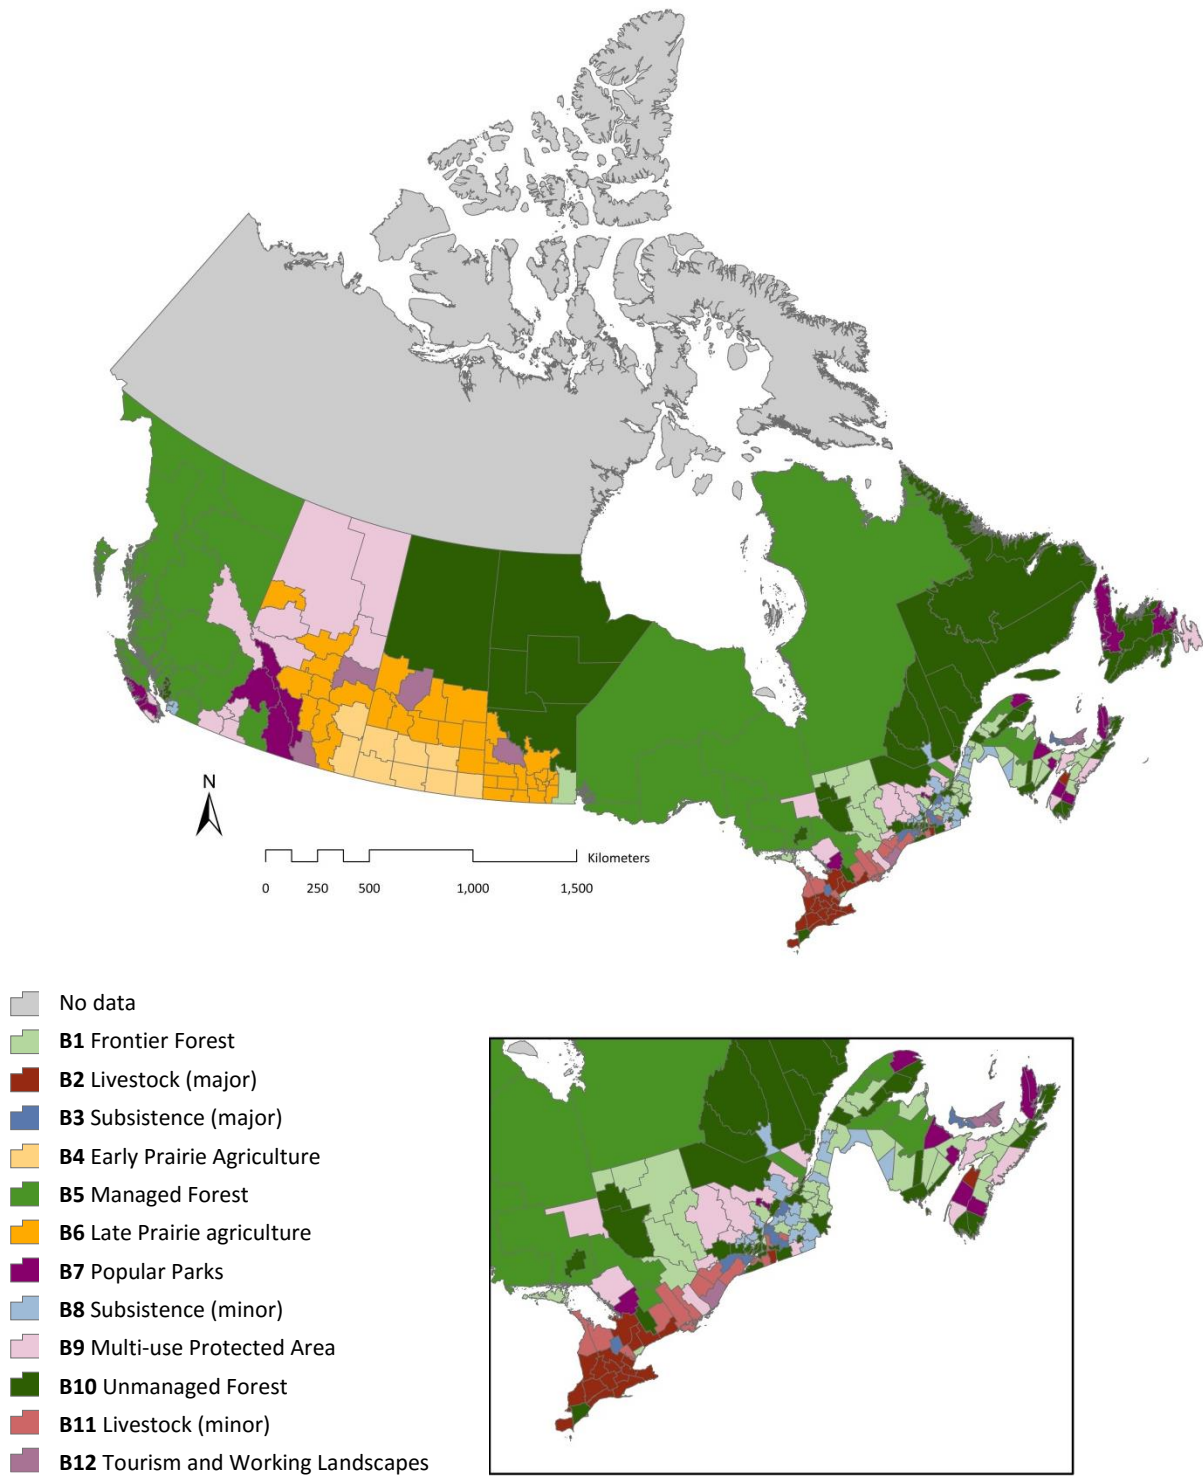 N
Kilometers
0 250 500 1,000 1,500
No data
B1 Frontier Forest
B2 Livestock (major)
B3 Subsistence (major)
B4 Early Prairie Agriculture
B5 Managed Forest
B6 Late Prairie agriculture
B7 Popular Parks
B8 Subsistence (minor)
B9 Multi-use Protected Area
B10 Unmanaged Forest
B11 Livestock (minor)
B12 Tourism and Working Landscapes